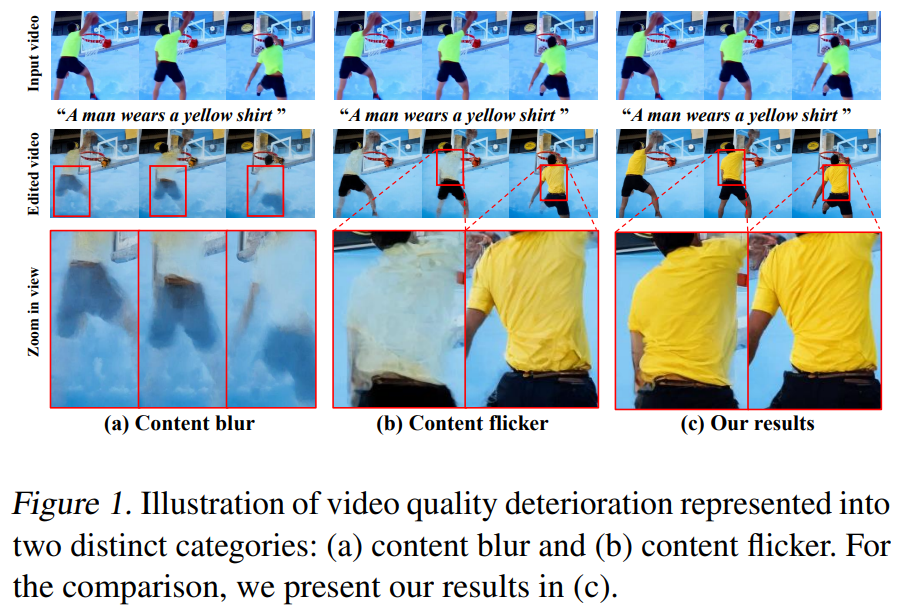 Input video
“A man wears a yellow shirt ” “A man wears a yellow shirt ” “A man wears a yellow shirt ”
Edited video
Zoom in view
(a) Content blur (b) Content flicker (c) Our results
Figure 1. Illustration of video quality deterioration represented into
two distinct categories: (a) content blur and (b) content flicker. For
the comparison, we present our results in (c).